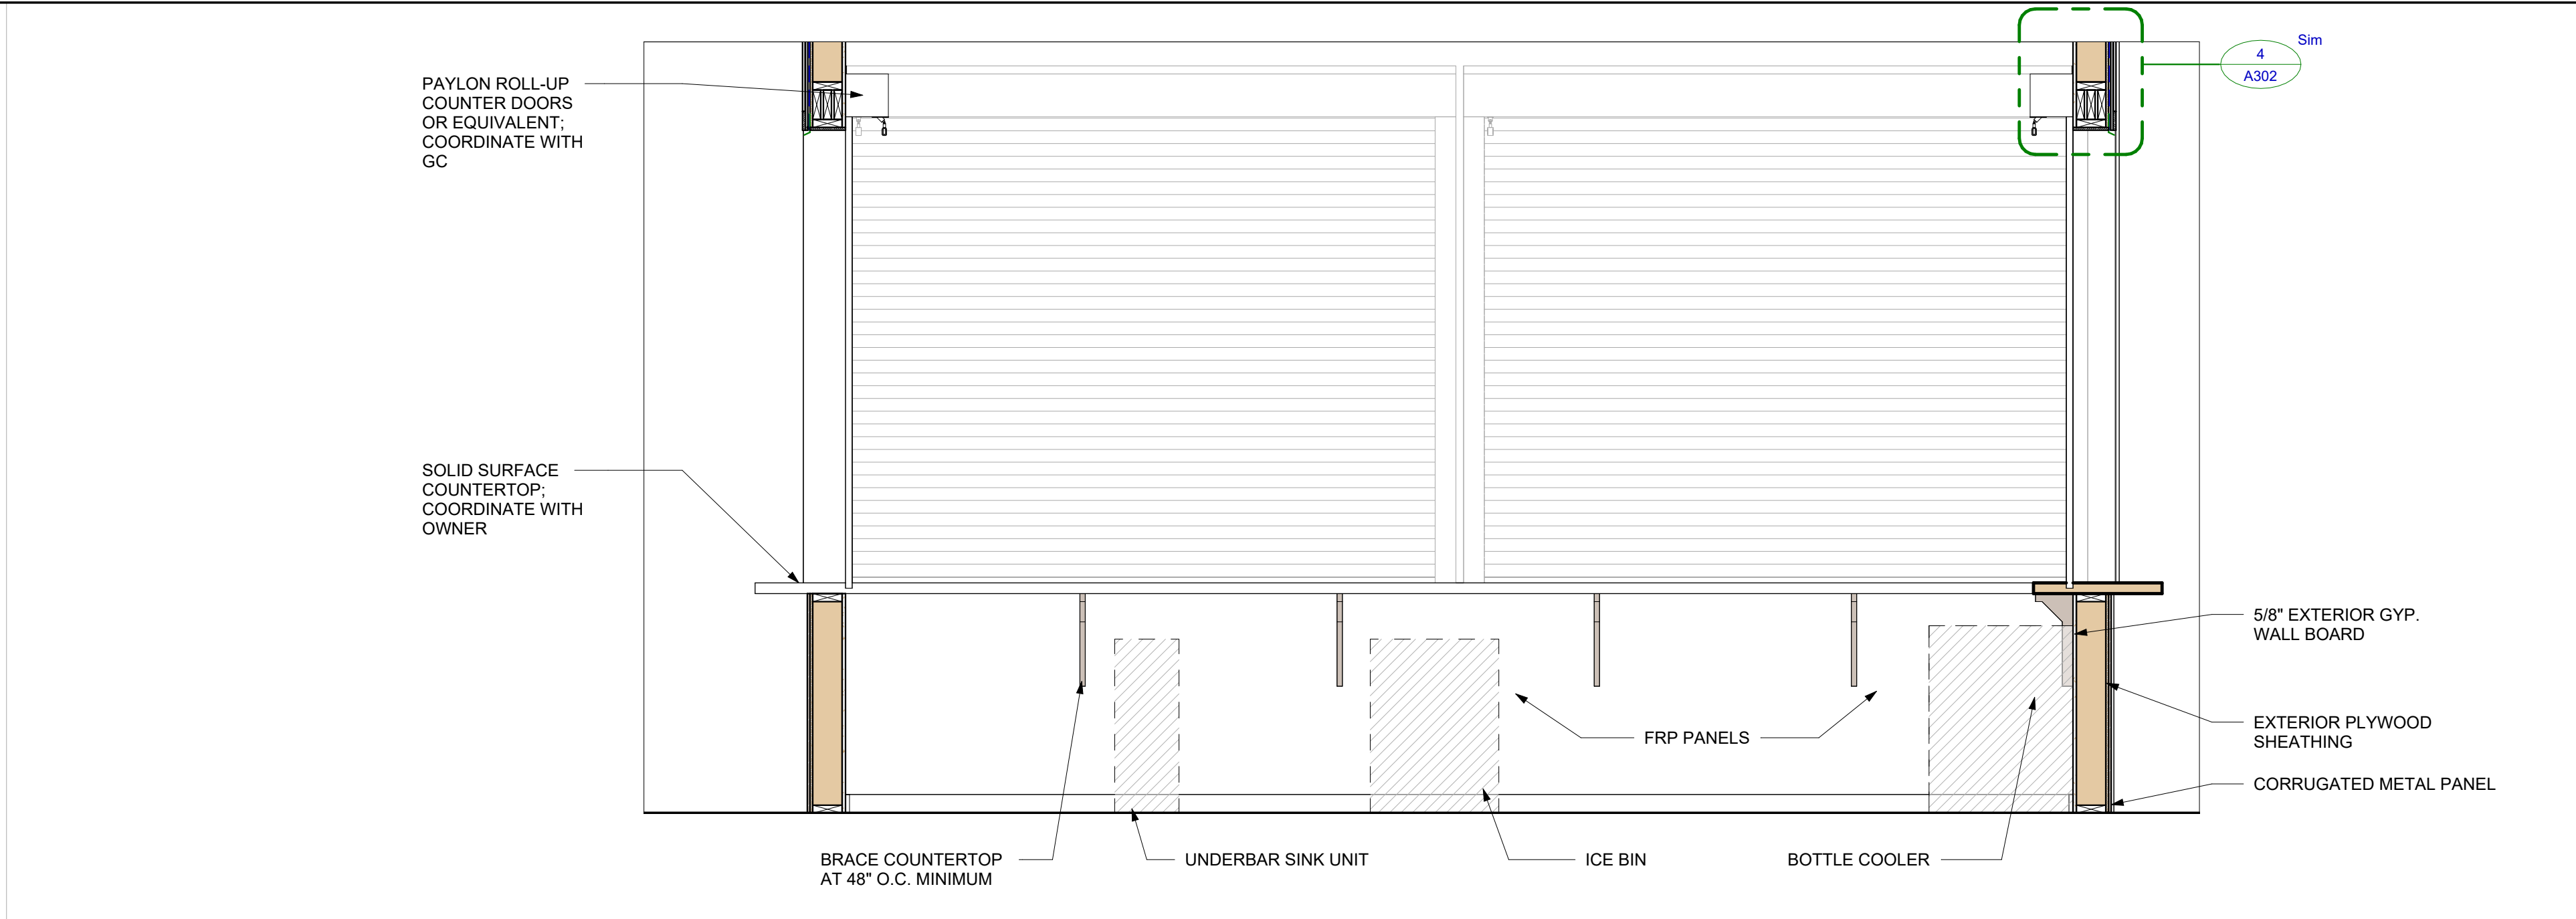 PAYLON ROLL-UP
COUNTER DOORS
OR EQUIVALENT;
COORDINATE WITH
GC
Sim
4
A302
SOLID SURFACE
COUNTERTOP;
COORDINATE WITH
OWNER
5/8" EXTERIOR GYP.
WALL BOARD
EXTERIOR PLYWOOD
SHEATHING
CORRUGATED METAL PANEL
FRP PANELS
BRACE COUNTERTOP
AT 48" O.C. MINIMUM
UNDERBAR SINK UNIT
ICE BIN
BOTTLE COOLER